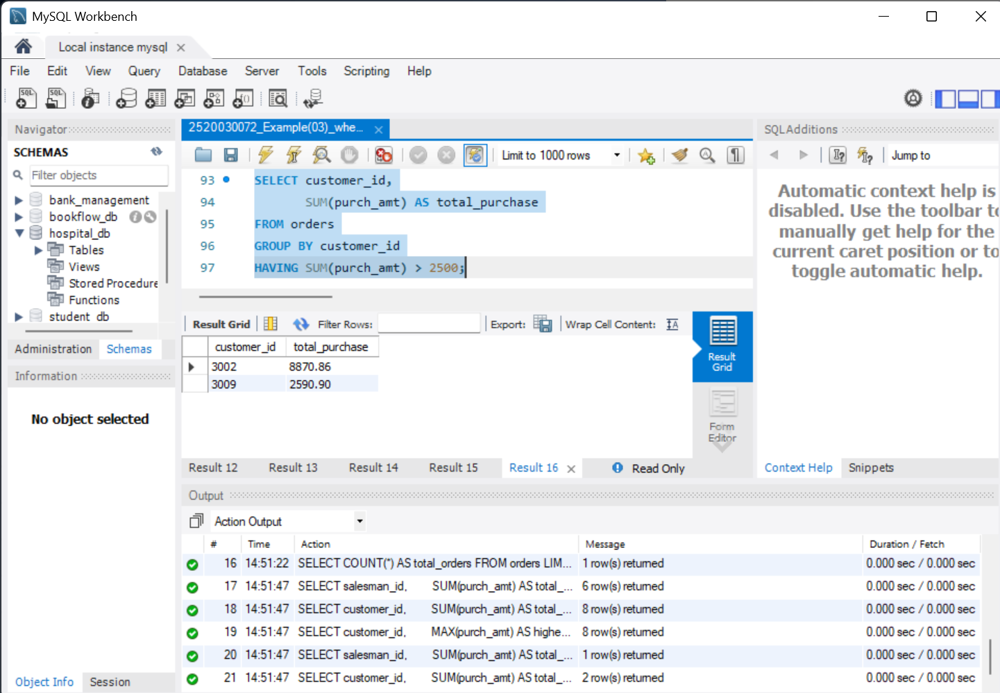 MySQL Workbench
Local instance mysql
File Edit View Query Database Server Tools Scripting Help
Navigator
SCHEMAS
Filter objects
bank_management
bookflow_db
hospital_db
Tables
Views
Stored Procedure
Functions
student_db
Administration Schemas
Information
No object selected
Object Info Session
2520030072_Example(03)_whe...
Limit to 1000 rows
93 SELECT customer_id,
94 SUM(purch_amt) AS total_purchase
95 FROM orders
96 GROUP BY customer_id
97 HAVING SUM(purch_amt) > 2500;
Result Grid Filter Rows: Export: Wrap Cell Content:
customer_id total_purchase
3002 8870.86
3009 2590.90
Result
Grid
Form
Editor
Result 12 Result 13 Result 14 Result 15 Result 16 Read Only
SQLAdditions
Jump to
Automatic context help is
disabled. Use the toolbar to
manually get help for the
current caret position or to
toggle automatic help.
Context Help Snippets
Output
Action Output
# Time Action Message Duration / Fetch
16 14:51:22 SELECT COUNT(*) AS total_orders FROM orders LIM... 1 row(s) returned 0.000 sec / 0.000 sec
17 14:51:47 SELECT salesman_id, SUM(purch_amt) AS total_... 6 row(s) returned 0.000 sec / 0.000 sec
18 14:51:47 SELECT customer_id, SUM(purch_amt) AS total_... 8 row(s) returned 0.000 sec / 0.000 sec
19 14:51:47 SELECT customer_id, MAX(purch_amt) AS highe... 8 row(s) returned 0.000 sec / 0.000 sec
20 14:51:47 SELECT salesman_id, SUM(purch_amt) AS total_... 1 row(s) returned 0.000 sec / 0.000 sec
21 14:51:47 SELECT customer_id, SUM(purch_amt) AS total_... 2 row(s) returned 0.000 sec / 0.000 sec